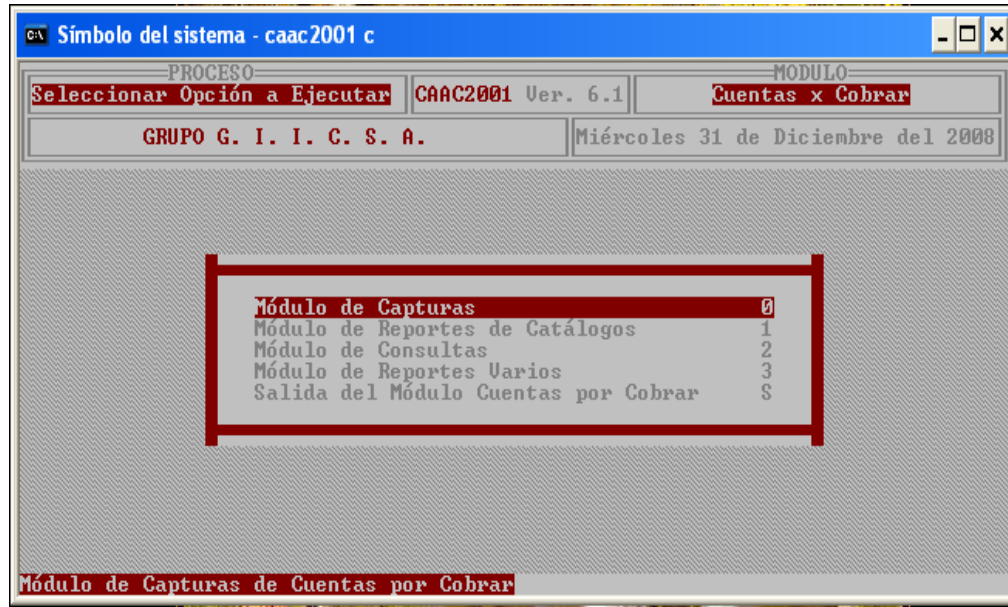 Símbolo del sistema - caac2001 c
PROCESO MODULO
Seleccionar Opción a Ejecutar CAAC2001 Ver. 6.1 Cuentas x Cobrar
GRUPO G. I. I. C. S. A. Miércoles 31 de Diciembre del 2008
Módulo de Capturas 0
Módulo de Reportes de Catálogos 1
Módulo de Consultas 2
Módulo de Reportes Varios 3
Salida del Módulo Cuentas por Cobrar S
Módulo de Capturas de Cuentas por Cobrar